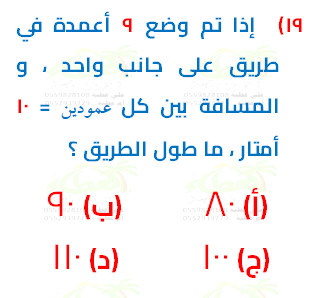 ١٩) إذا تم وضع ٩ أعمدة في
طريق على جانب واحد ، و
المسافة بين كل عمودين = ١٠
أمتار ، ما طول الطريق ؟
(أ) ٨٠ (ب) ٩٠
(ج) ١٠٠ (د) ١١٠